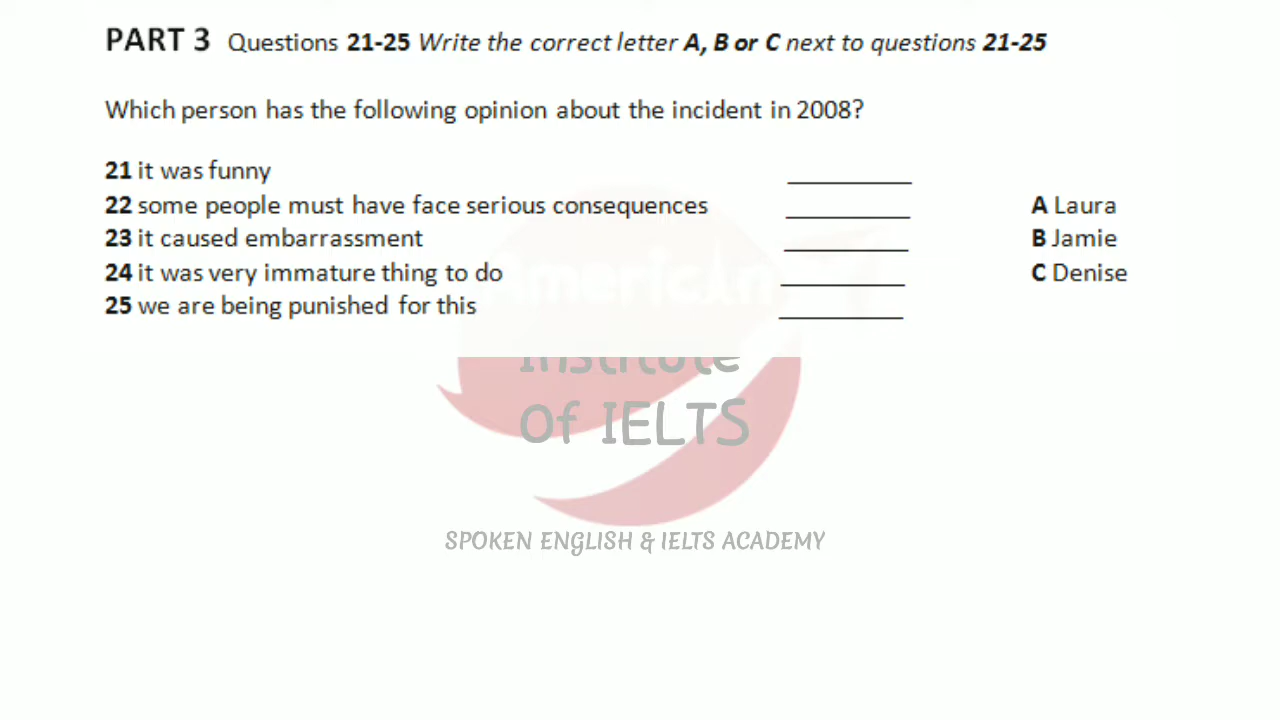 PART 3 Questions 21-25 Write the correct letter A, B or C next to questions 21-25
Which person has the following opinion about the incident in 2008?
21 it was funny
22 some people must have face serious consequences
A Laura
23 it caused embarrassment
B Jamie
24 it was very immature thing to do
C Denise
25 we are being punished for this
American
Institute
Of IELTS
SPOKEN ENGLISH & IELTS ACADEMY